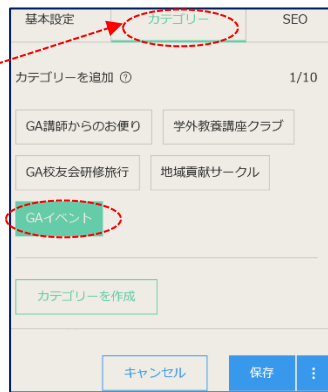 基本設定 カテゴリー SEO
カテゴリーを追加 ? 1/10
GA講師からのお便り 学外教養講座クラブ
GA校友会研修旅行 地域貢献サークル
GAイベント
カテゴリーを作成
キャンセル 保存 ⋮